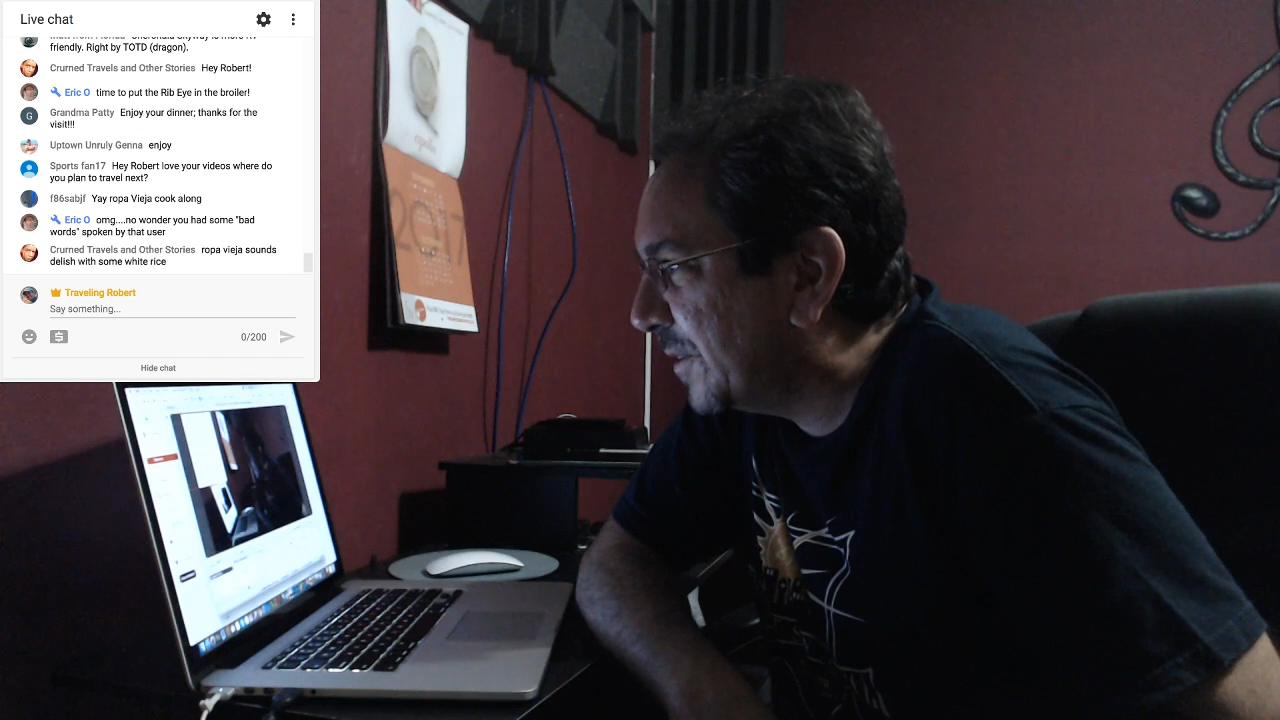 Live chat
friendly. Right by TOTD (dragon).
Crurned Travels and Other Stories Hey Robert!
Eric O time to put the Rib Eye in the broiler!
G
Grandma Patty Enjoy your dinner; thanks for the
visit!!!
Uptown Unruly Genna enjoy
Sports fan17 Hey Robert love your videos where do
you plan to travel next?
f86sabjf Yay ropa Vieja cook along
Eric O omg....no wonder you had some "bad
words" spoken by that user
Crurned Travels and Other Stories ropa vieja sounds
delish with some white rice
Traveling Robert
Say something...
0/200
Hide chat
2017